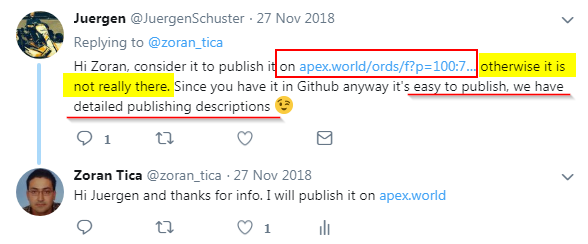 Juergen @JuergenSchuster · 27 Nov 2018
Replying to @zoran_tica
Hi Zoran, consider it to publish it on apex.world/ords/f?p=100:7... otherwise it is
not really there. Since you have it in Github anyway it's easy to publish, we have
detailed publishing descriptions 😉
1
Zoran Tica @zoran_tica · 27 Nov 2018
Hi Juergen and thanks for info. I will publish it on apex.world
1